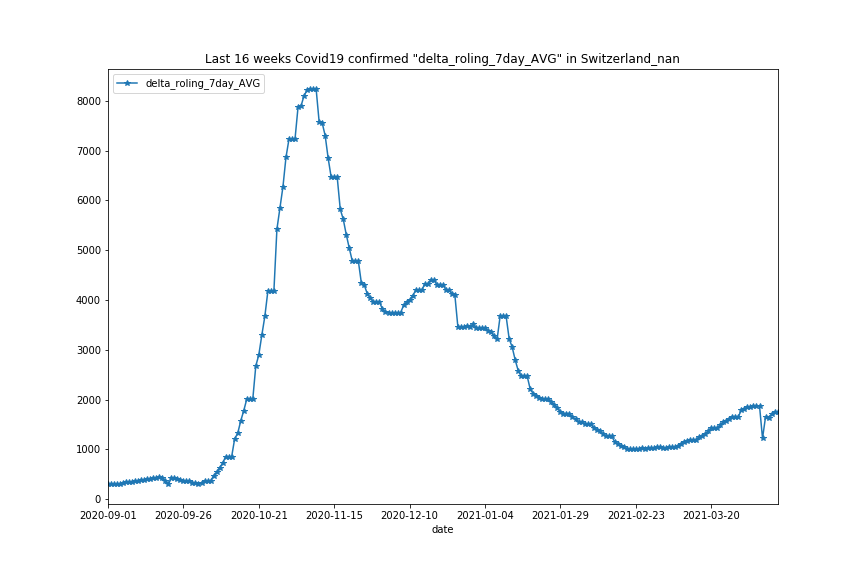 Last 16 weeks Covid19 confirmed "delta_roling_7day_AVG" in Switzerland_nan
delta_roling_7day_AVG
8000
7000
6000
5000
4000
3000
2000
1000
0
2020-09-01 2020-09-26 2020-10-21 2020-11-15 2020-12-10 2021-01-04 2021-01-29 2021-02-23 2021-03-20
date